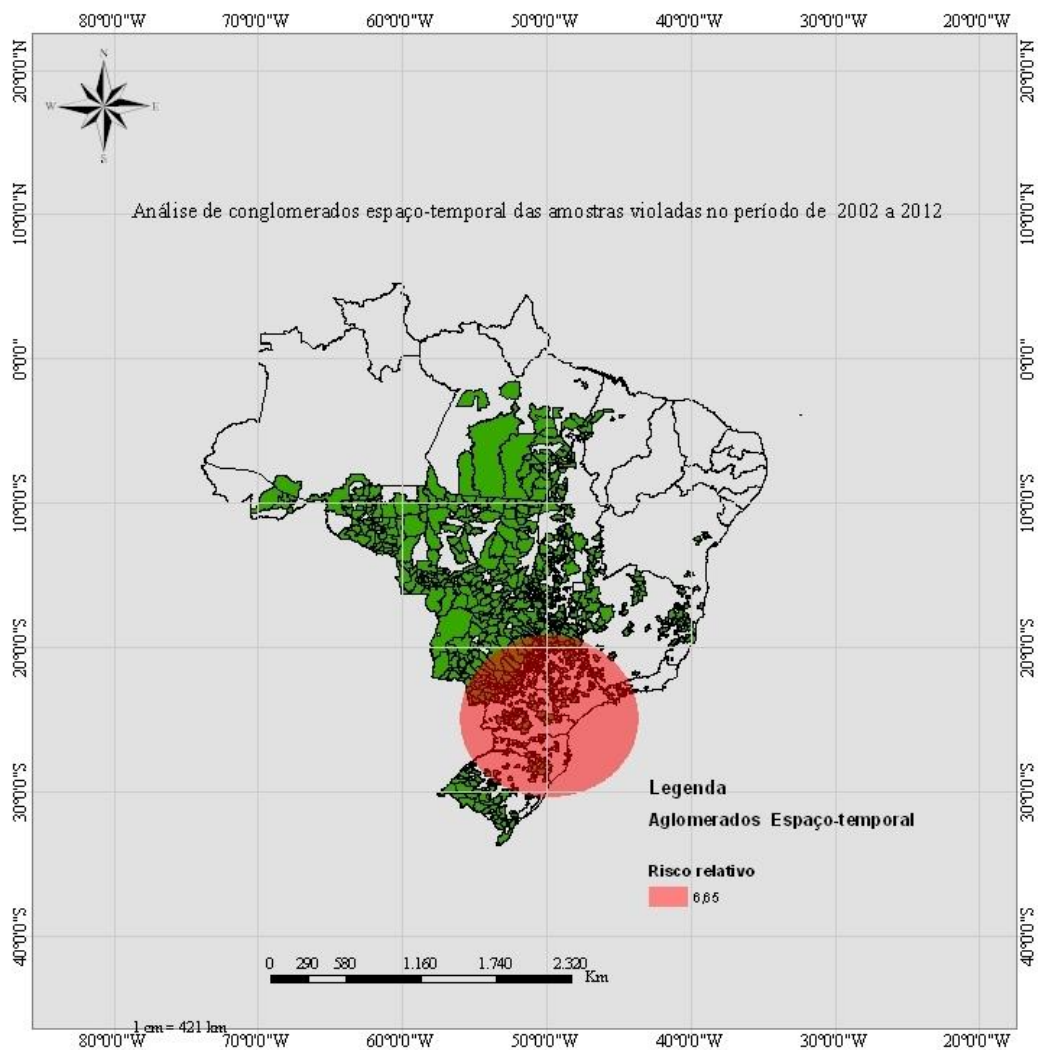 80°0'0"W 70°0'0"W 60°0'0"W 50°0'0"W 40°0'0"W 30°0'0"W 20°0'0"W
20°0'0"N 20°0'0"N
N
W E
S
10°0'0"N 10°0'0"N
Análise de conglomerados espaço-temporal das amostras violadas no período de 2002 a 2012
0°0'0" 0°0'0"
10°0'0"S 10°0'0"S
20°0'0"S 20°0'0"S
30°0'0"S 30°0'0"S
Legenda
Aglomerados Espaço-temporal
Risco relativo
6,65
40°0'0"S 40°0'0"S
0 290 580 1.160 1.740 2.320
Km
1 cm = 421 km
80°0'0"W 70°0'0"W 60°0'0"W 50°0'0"W 40°0'0"W 30°0'0"W 20°0'0"W